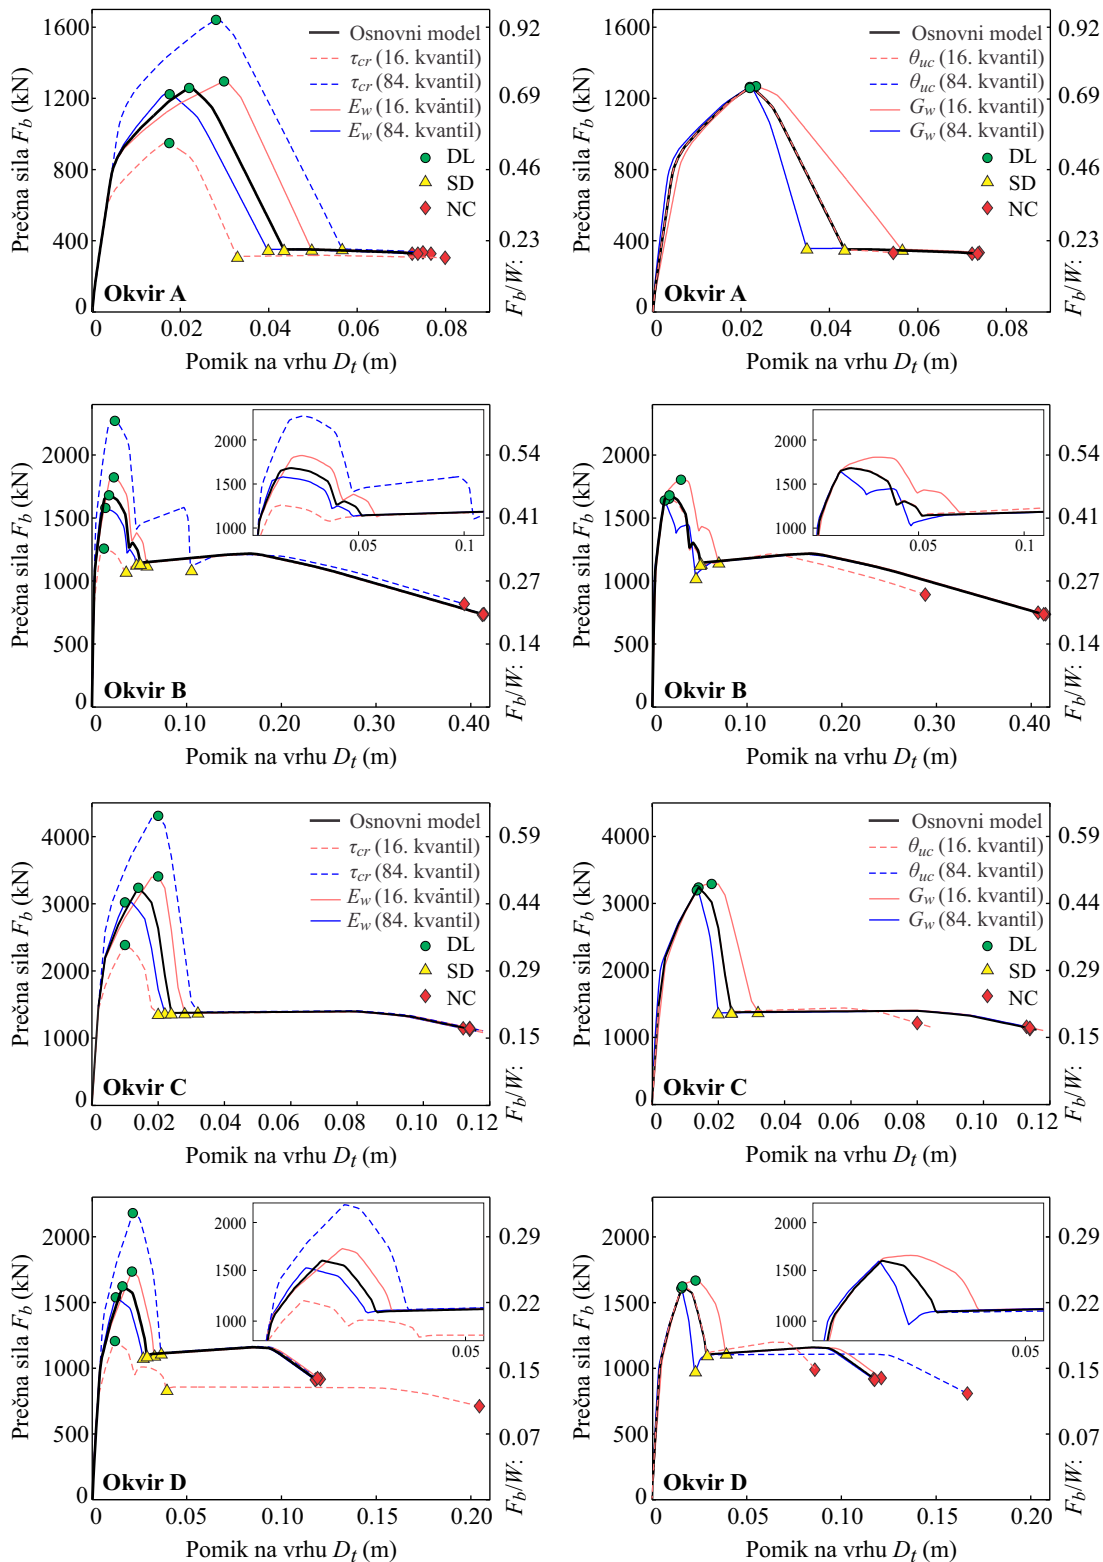 1600
1200
800
400
0
Prečna sila F_b (kN)
Osnovni model
τ_cr (16. kvantil)
τ_cr (84. kvantil)
E_w (16. kvantil)
E_w (84. kvantil)
DL
SD
NC
0.92
0.69
0.46
0.23
F_b/W:
Okvir A
0
0.02
0.04
0.06
0.08
Pomik na vrhu D_t (m)
1600
1200
800
400
0
Prečna sila F_b (kN)
Osnovni model
θ_uc (16. kvantil)
θ_uc (84. kvantil)
G_w (16. kvantil)
G_w (84. kvantil)
DL
SD
NC
0.92
0.69
0.46
0.23
F_b/W:
Okvir A
0
0.02
0.04
0.06
0.08
Pomik na vrhu D_t (m)
2000
1500
1000
500
0
Prečna sila F_b (kN)
2000
1500
1000
0.05
0.1
0.54
0.41
0.27
0.14
F_b/W:
Okvir B
0
0.10
0.20
0.30
0.40
Pomik na vrhu D_t (m)
2000
1500
1000
500
0
Prečna sila F_b (kN)
2000
1500
1000
0.05
0.1
0.54
0.41
0.27
0.14
F_b/W:
Okvir B
0
0.10
0.20
0.30
0.40
Pomik na vrhu D_t (m)
4000
3000
2000
1000
0
Prečna sila F_b (kN)
Osnovni model
τ_cr (16. kvantil)
τ_cr (84. kvantil)
E_w (16. kvantil)
E_w (84. kvantil)
DL
SD
NC
0.59
0.44
0.29
0.15
F_b/W:
Okvir C
0
0.02
0.04
0.06
0.08
0.10
0.12
Pomik na vrhu D_t (m)
4000
3000
2000
1000
0
Prečna sila F_b (kN)
Osnovni model
θ_uc (16. kvantil)
θ_uc (84. kvantil)
G_w (16. kvantil)
G_w (84. kvantil)
DL
SD
NC
0.59
0.44
0.29
0.15
F_b/W:
Okvir C
0
0.02
0.04
0.06
0.08
0.10
0.12
Pomik na vrhu D_t (m)
2000
1500
1000
500
0
Prečna sila F_b (kN)
2000
1500
1000
0.05
0.29
0.22
0.15
0.07
F_b/W:
Okvir D
0
0.05
0.10
0.15
0.20
Pomik na vrhu D_t (m)
2000
1500
1000
500
0
Prečna sila F_b (kN)
2000
1500
1000
0.05
0.29
0.22
0.15
0.07
F_b/W:
Okvir D
0
0.05
0.10
0.15
0.20
Pomik na vrhu D_t (m)